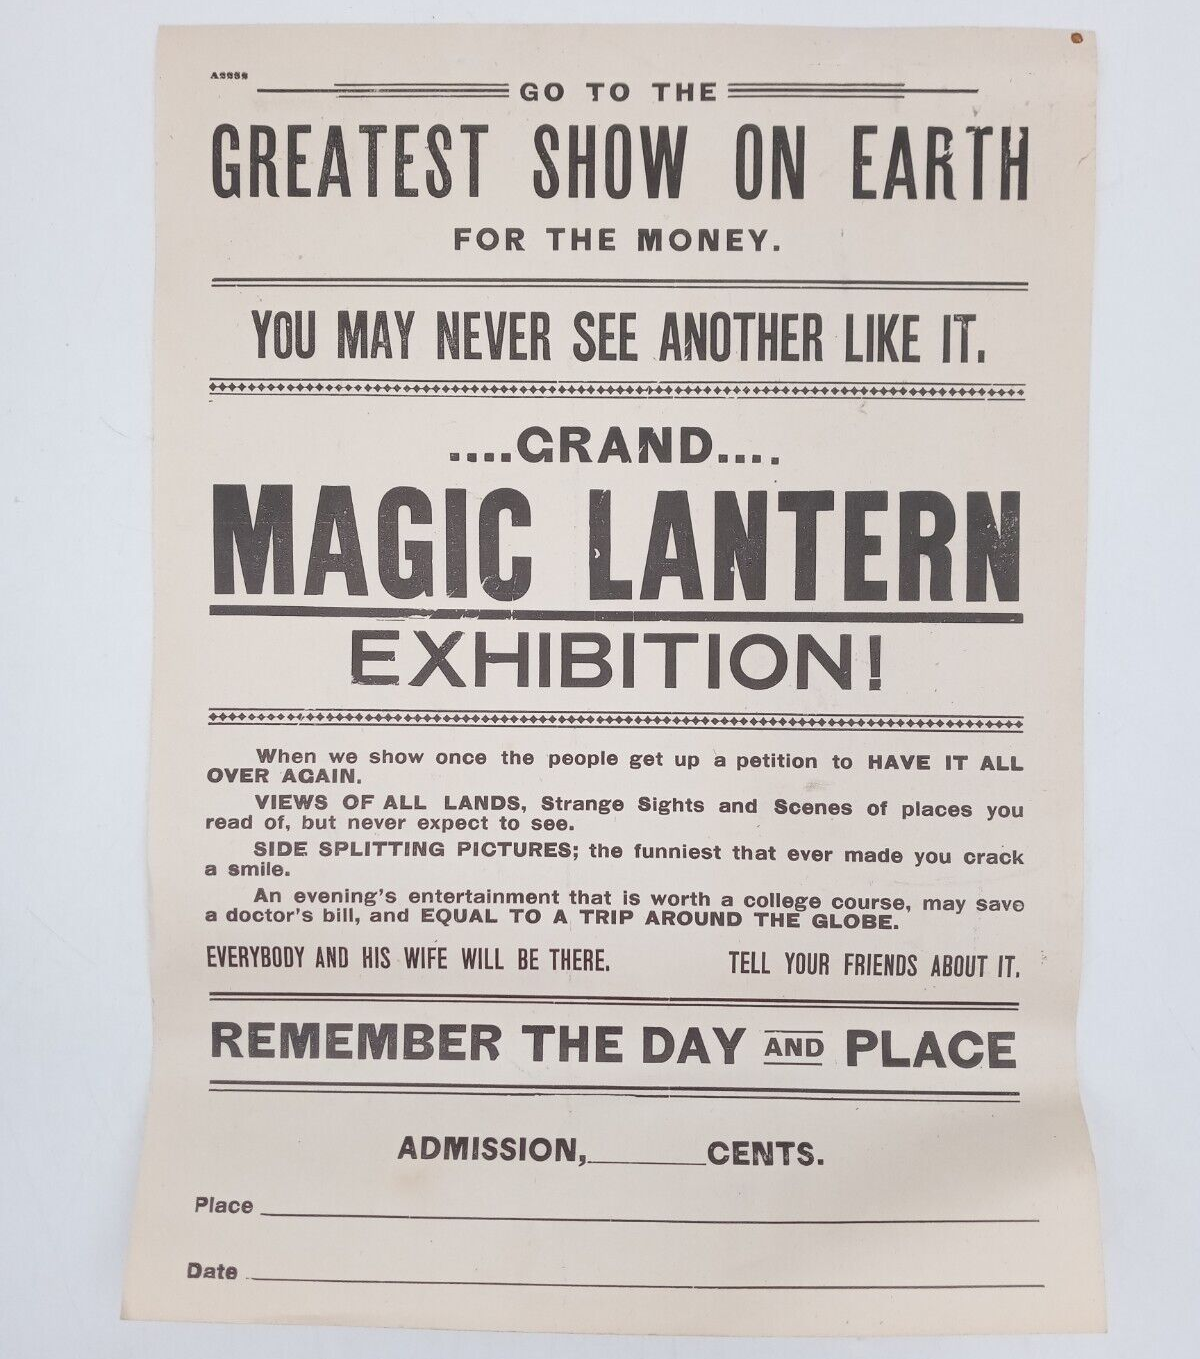 A2258
GO TO THE
GREATEST SHOW ON EARTH
FOR THE MONEY.
YOU MAY NEVER SEE ANOTHER LIKE IT.
....GRAND....
MAGIC LANTERN
EXHIBITION!
When we show once the people get up a petition to HAVE IT ALL
OVER AGAIN.
VIEWS OF ALL LANDS, Strange Sights and Scenes of places you
read of, but never expect to see.
SIDE SPLITTING PICTURES; the funniest that ever made you crack
a smile.
An evening's entertainment that is worth a college course, may save
a doctor's bill, and EQUAL TO A TRIP AROUND THE GLOBE.
EVERYBODY AND HIS WIFE WILL BE THERE. TELL YOUR FRIENDS ABOUT IT.
REMEMBER THE DAY AND PLACE
ADMISSION,______CENTS.
Place
Date